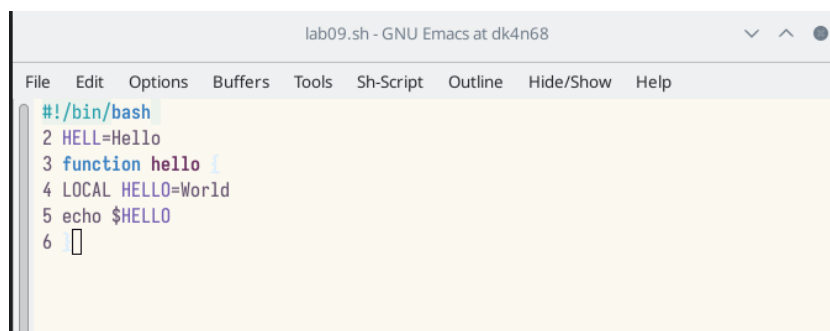 lab09.sh - GNU Emacs at dk4n68
File Edit Options Buffers Tools Sh-Script Outline Hide/Show Help
#!/bin/bash
2 HELL=Hello
3 function hello {
4 LOCAL HELLO=World
5 echo $HELLO
6 }